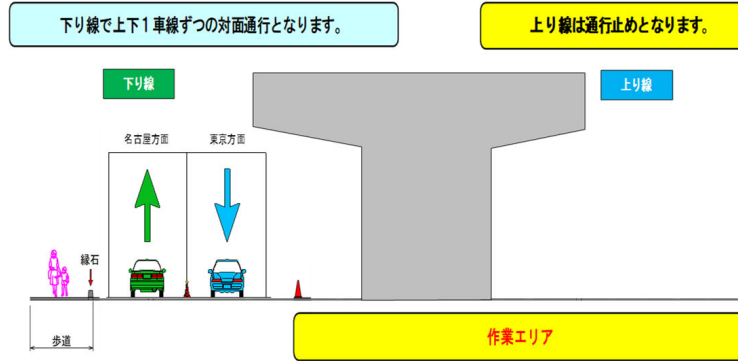 下り線で上下1車線ずつの対面通行となります。
上り線は通行止めとなります。
下り線
上り線
名古屋方面
東京方面
縁石
歩道
作業エリア